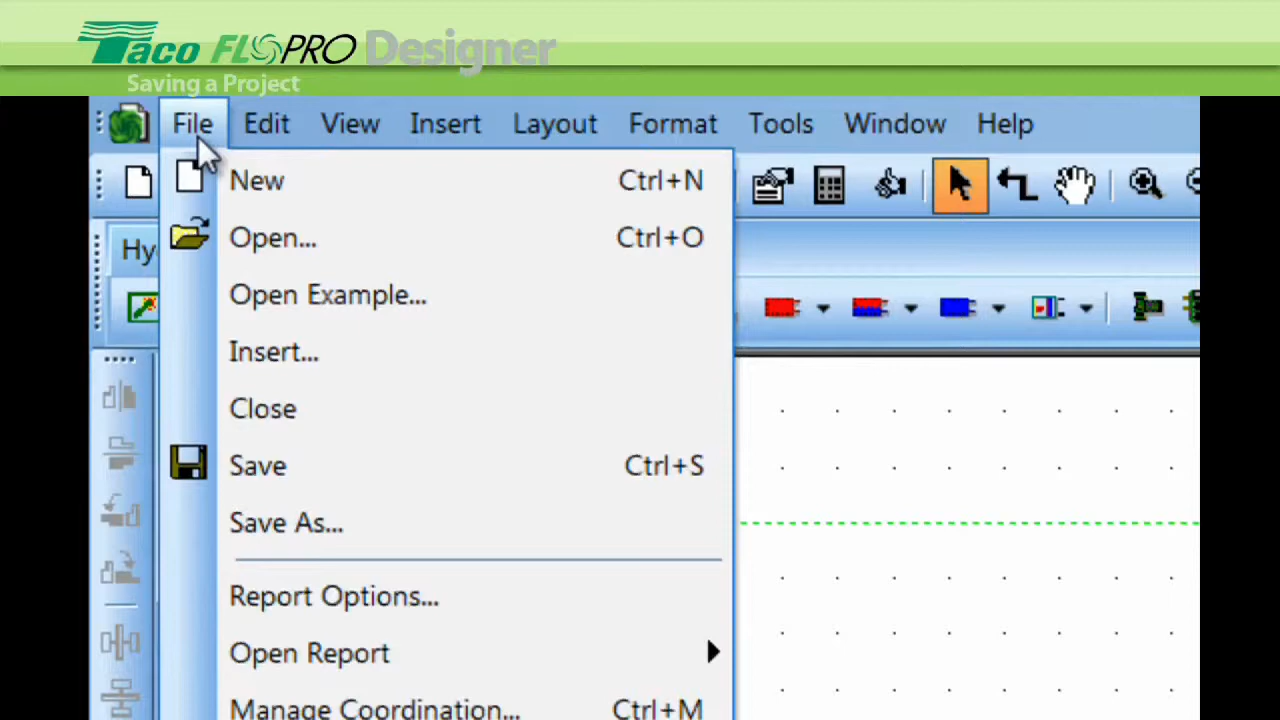 Taco FLOPRO Designer
Saving a Project
File Edit View Insert Layout Format Tools Window Help
New Ctrl+N
Hy
Open... Ctrl+O
Open Example...
Insert...
Close
Save Ctrl+S
Save As...
Report Options...
Open Report
Manage Coordination... Ctrl+M